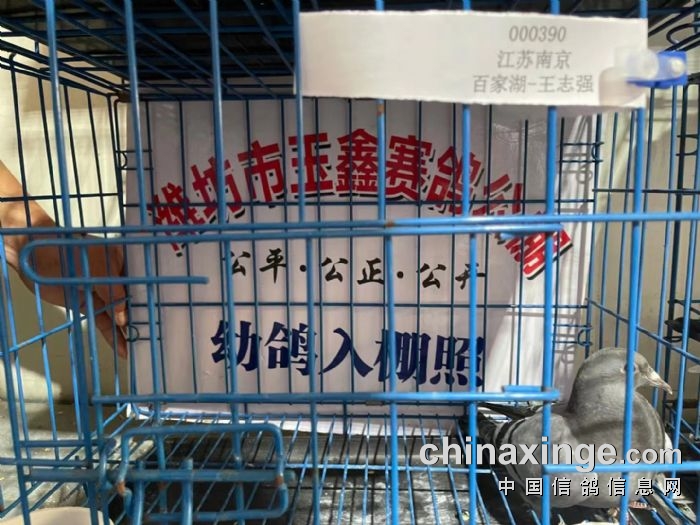 000390
江苏南京
百家湖-王志强
潍坊市玉鑫赛鸽公棚
公平·公正·公开
幼鸽入棚照
chinaxinge.com
中国信鸽信息网